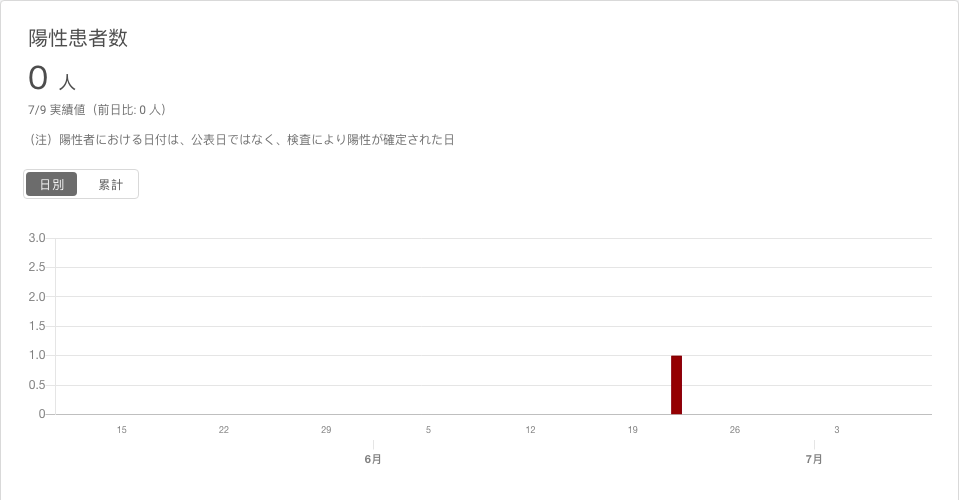 陽性患者数
0 人
7/9 実績値（前日比: 0 人）
（注）陽性者における日付は、公表日ではなく、検査により陽性が確定された日
日別 累計
3.0
2.5
2.0
1.5
1.0
0.5
0
15 22 29 5 12 19 26 3
6月 7月